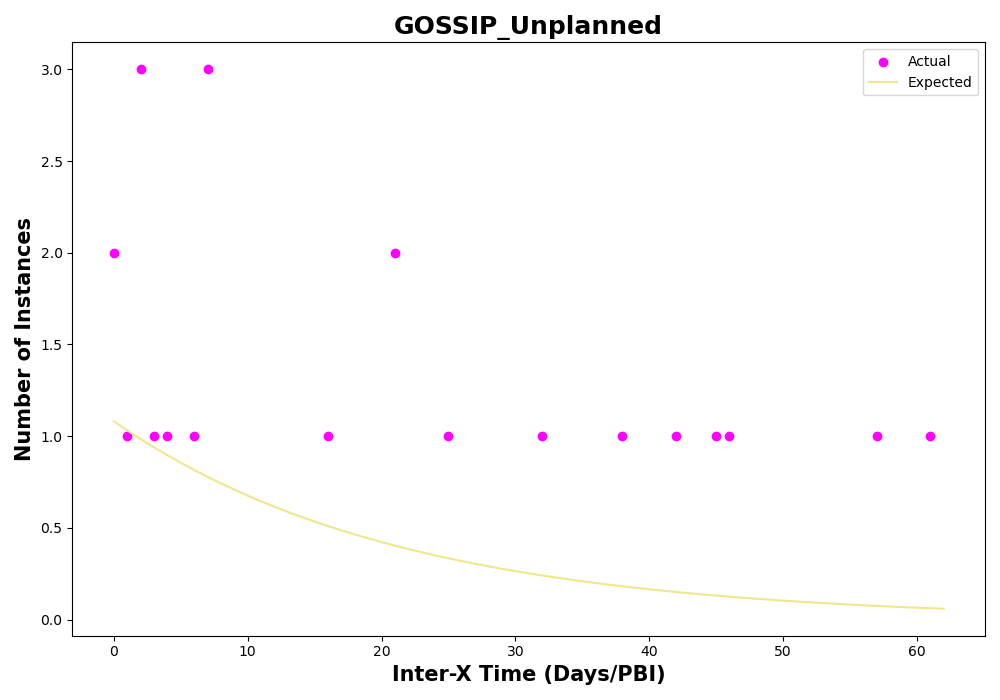 GOSSIP_Unplanned
Actual
Expected
Number of Instances
3.0
2.5
2.0
1.5
1.0
0.5
0.0
0 10 20 30 40 50 60
Inter-X Time (Days/PBI)